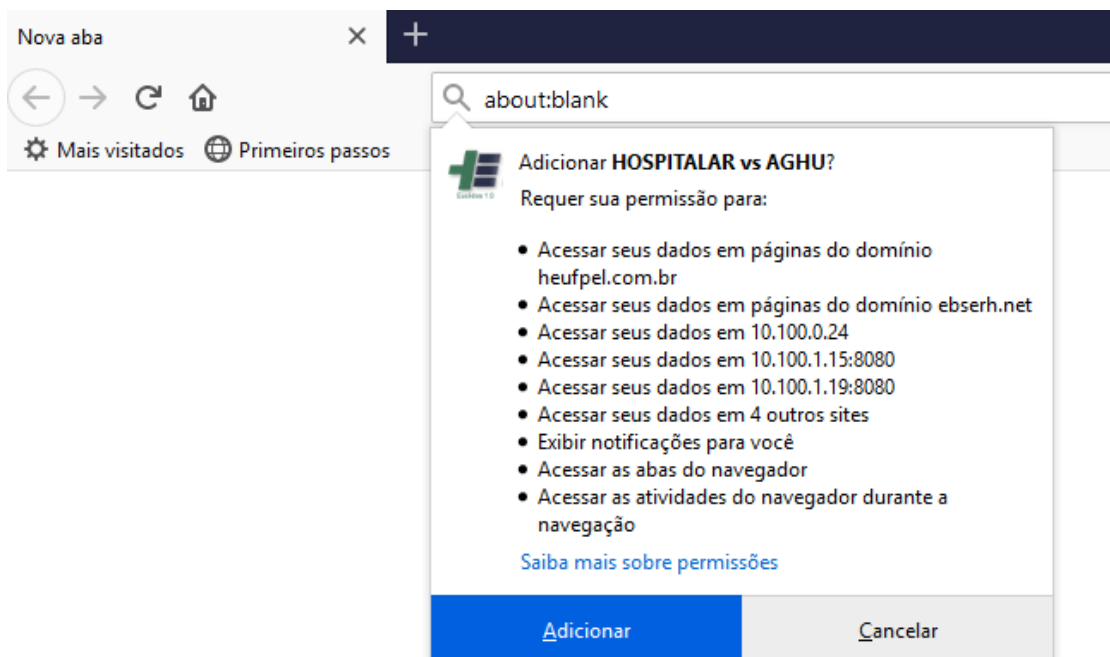 Nova aba
about:blank
Mais visitados
Primeiros passos
Adicionar HOSPITALAR vs AGHU?
Requer sua permissão para:
Acessar seus dados em páginas do domínio
heufpel.com.br
Acessar seus dados em páginas do domínio ebserh.net
Acessar seus dados em 10.100.0.24
Acessar seus dados em 10.100.1.15:8080
Acessar seus dados em 10.100.1.19:8080
Acessar seus dados em 4 outros sites
Exibir notificações para você
Acessar as abas do navegador
Acessar as atividades do navegador durante a
navegação
Saiba mais sobre permissões
Adicionar
Cancelar